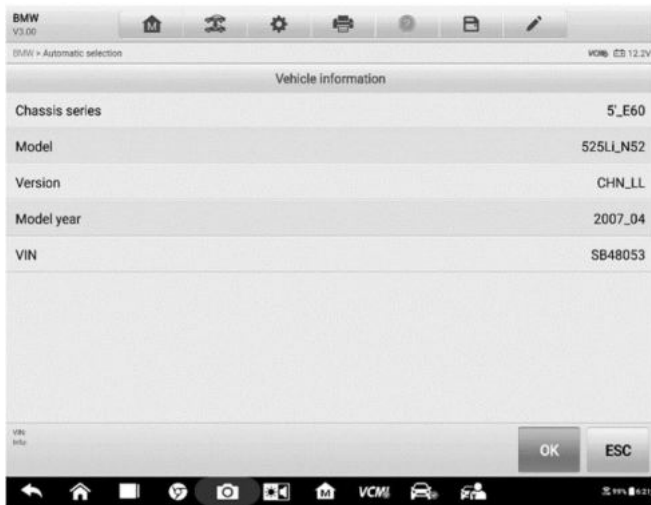 BMW
V3.00
BMW > Automatic selection
VCMI 12.2V
Vehicle information
Chassis series 5'_E60
Model 525Li_N52
Version CHN_LL
Model year 2007_04
VIN SB48053
VIN:
Info:
OK ESC
VCMI